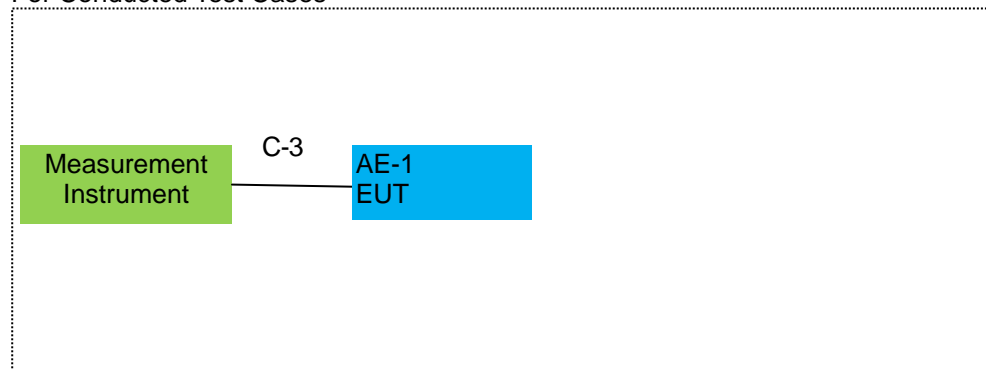 For Conducted Test Cases
C-3
Measurement
Instrument
AE-1
EUT